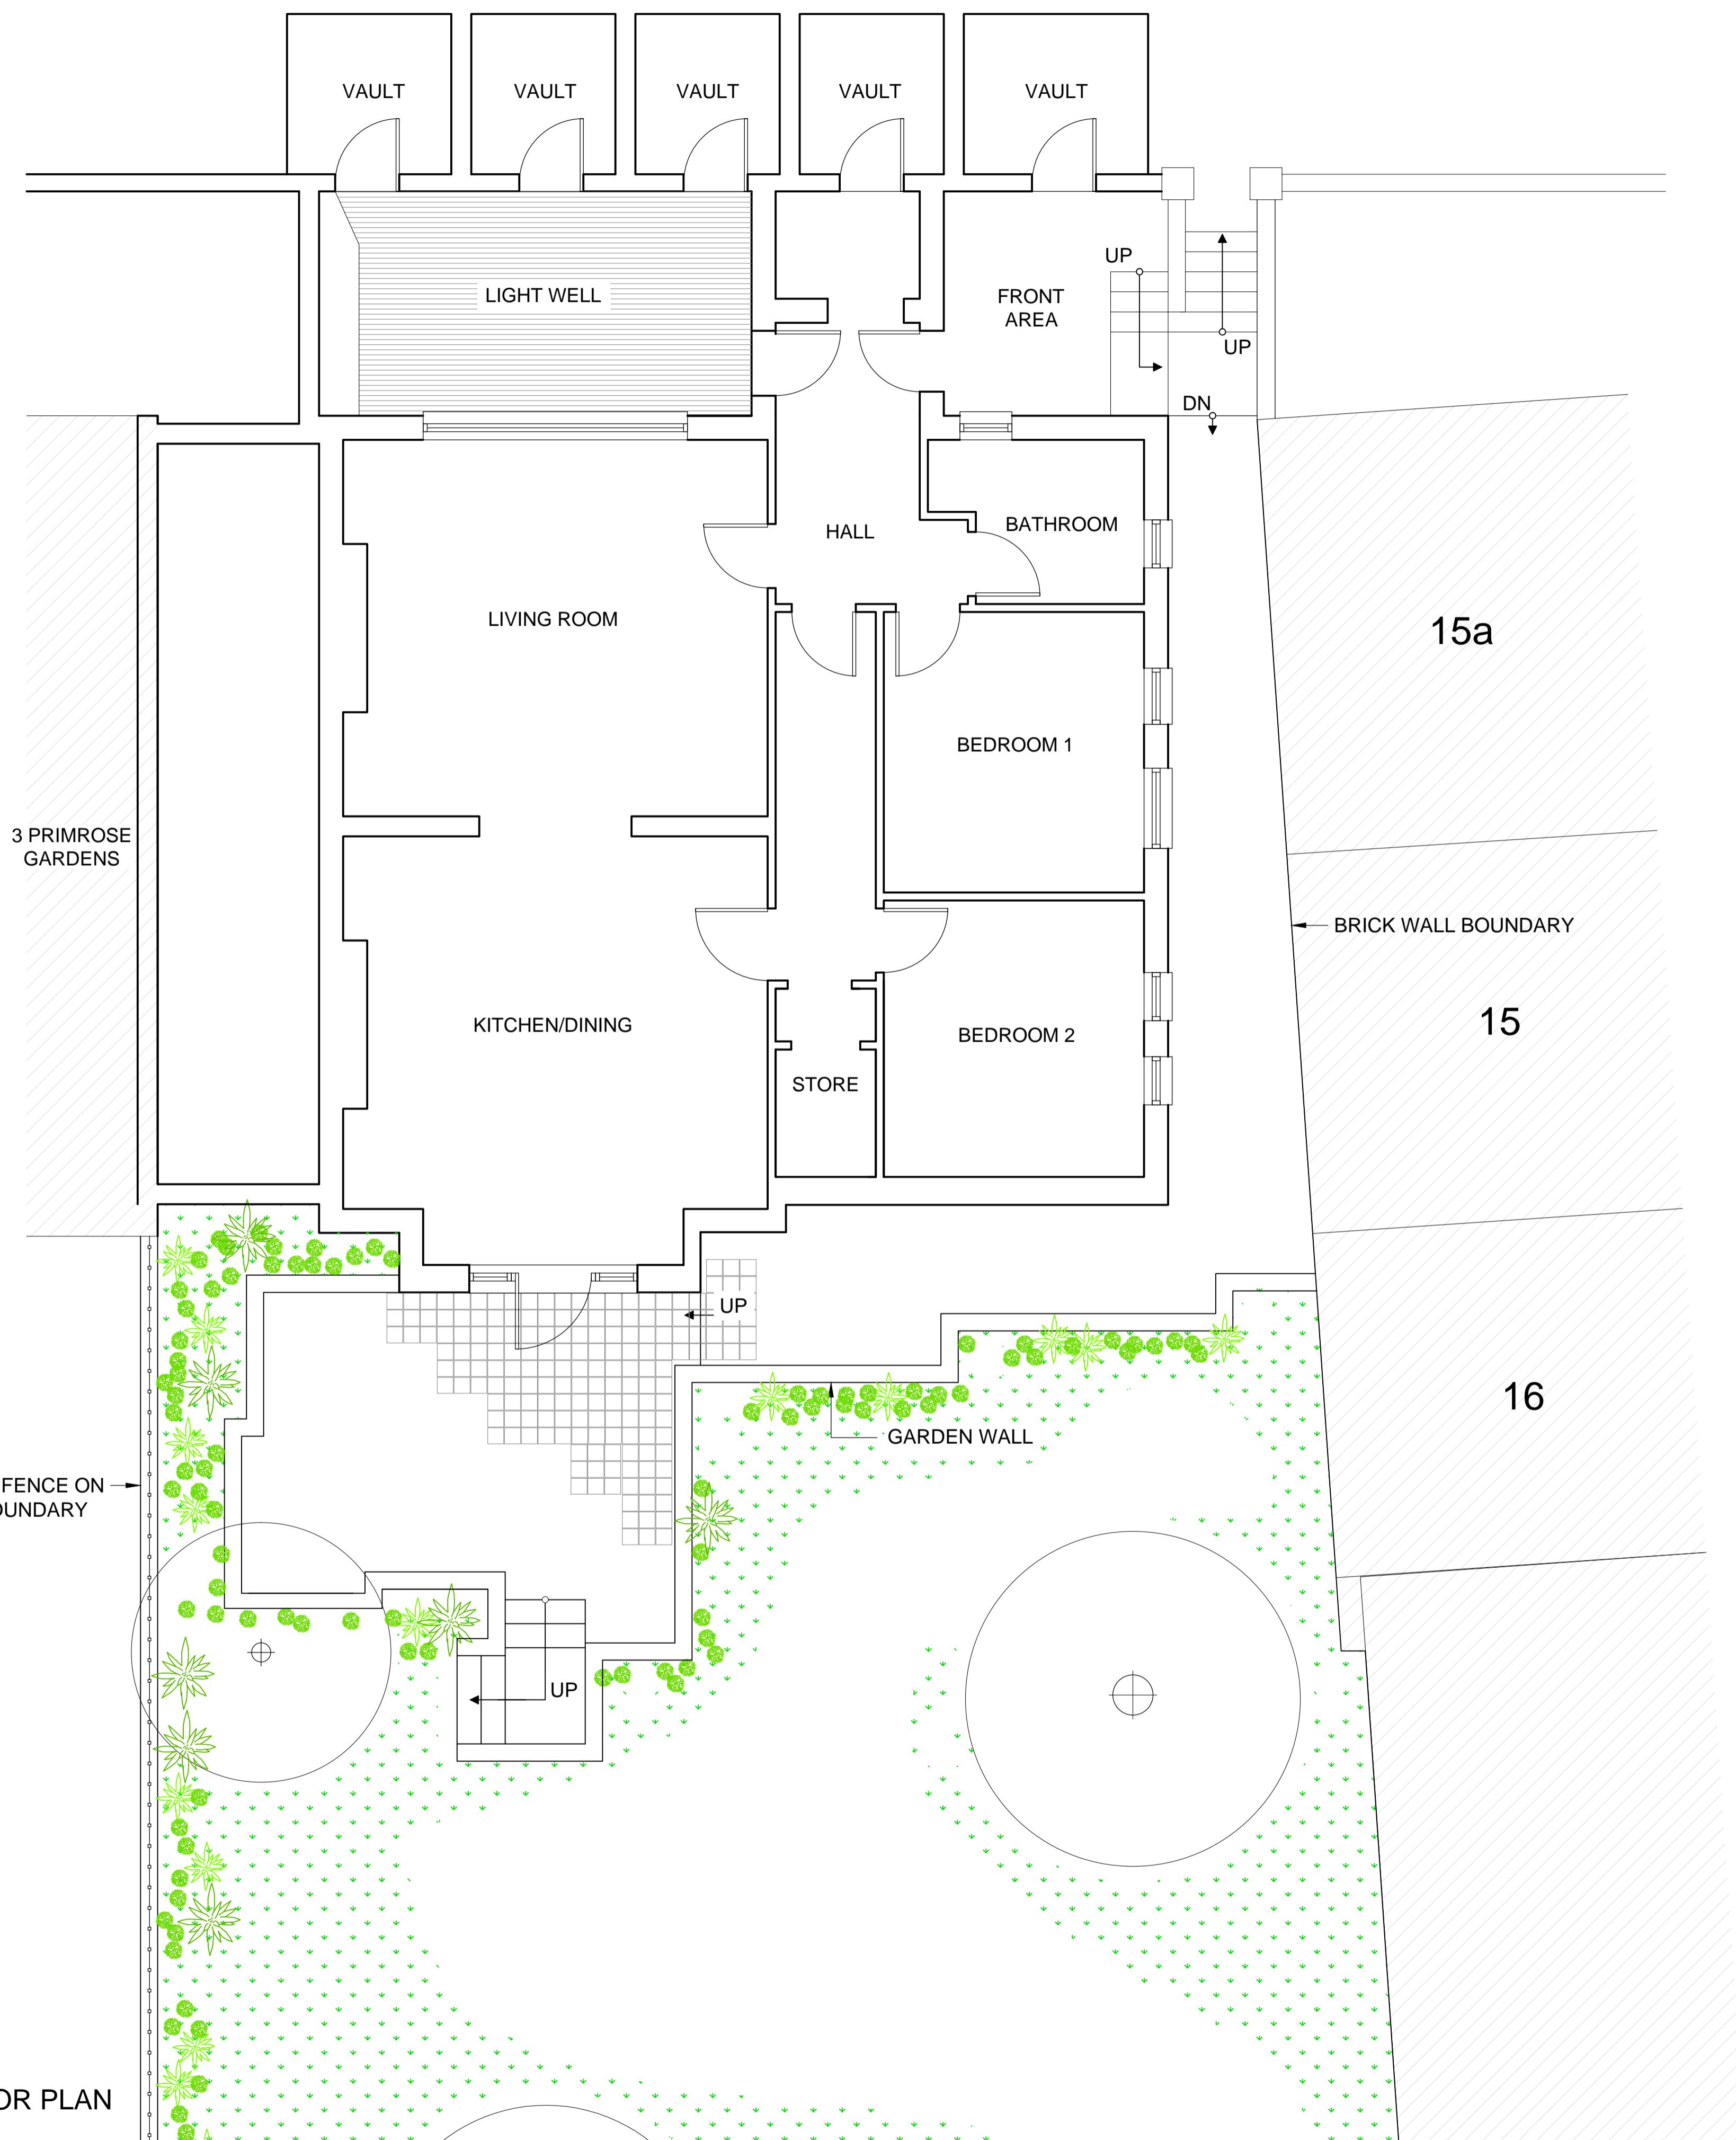 VAULT
VAULT
VAULT
VAULT
VAULT
UP
LIGHT WELL
FRONT
AREA
UP
DN
BATHROOM
HALL
LIVING ROOM
15a
BEDROOM 1
3 PRIMROSE
GARDENS
BRICK WALL BOUNDARY
15
KITCHEN/DINING
BEDROOM 2
STORE
UP
16
GARDEN WALL
FENCE ON
OUNDARY
UP
OR PLAN